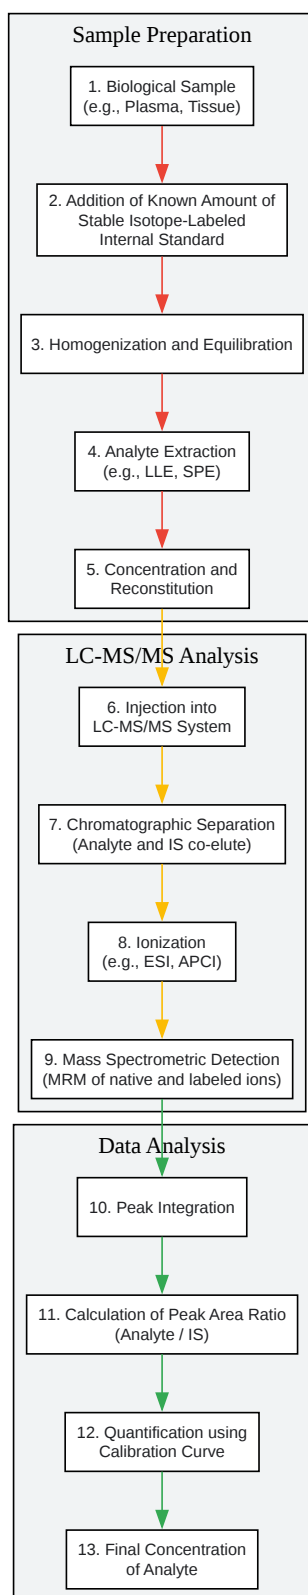 Sample Preparation
1. Biological Sample
(e.g., Plasma, Tissue)
2. Addition of Known Amount of
Stable Isotope-Labeled
Internal Standard
3. Homogenization and Equilibration
4. Analyte Extraction
(e.g., LLE, SPE)
5. Concentration and
Reconstitution
LC-MS/MS Analysis
6. Injection into
LC-MS/MS System
7. Chromatographic Separation
(Analyte and IS co-elute)
8. Ionization
(e.g., ESI, APCI)
9. Mass Spectrometric Detection
(MRM of native and labeled ions)
Data Analysis
10. Peak Integration
11. Calculation of Peak Area Ratio
(Analyte / IS)
12. Quantification using
Calibration Curve
13. Final Concentration
of Analyte